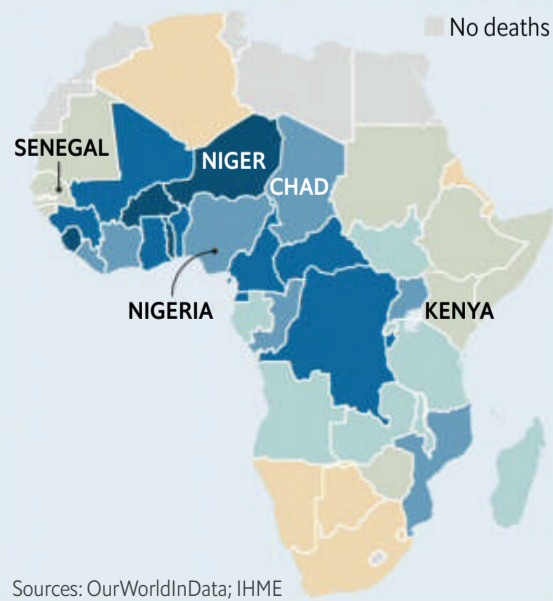 No deaths
SENEGAL
NIGER
CHAD
NIGERIA
KENYA
Sources: OurWorldInData; IHME